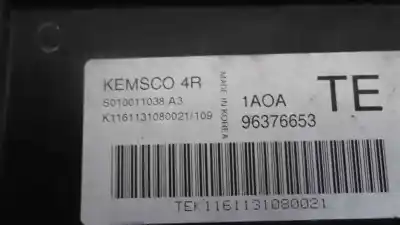 KEMSCO 4R
S010011038 A3
K1161131080021/109
MADE IN KOREA
1AOA
96376653
TE
TEK1161131080021